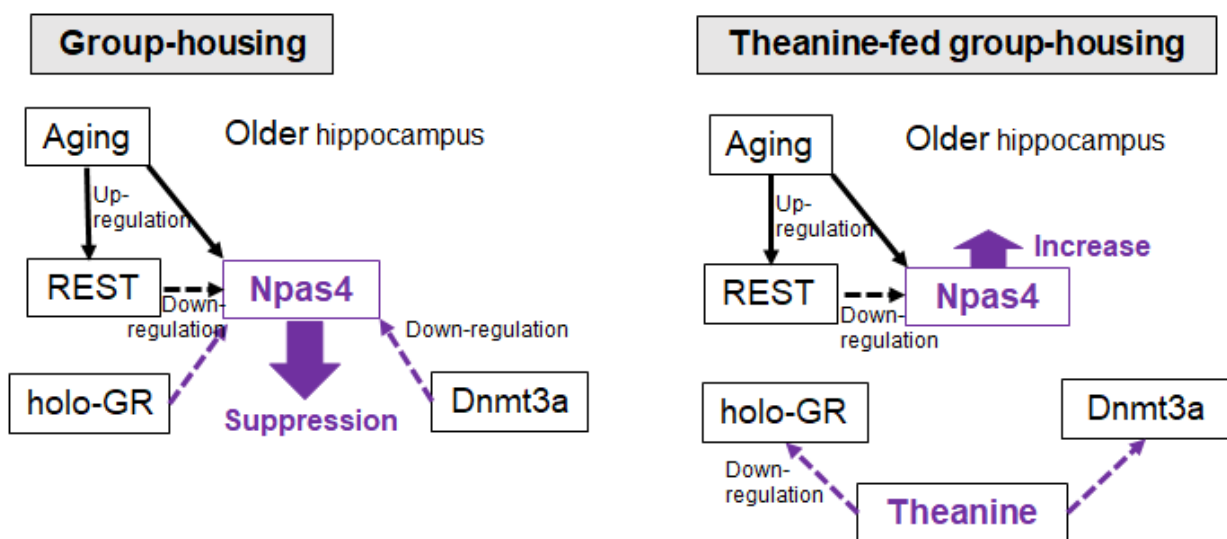 Group-housing
Aging
Older hippocampus
Up-
regulation
REST
Npas4
Down-
regulation
Down-regulation
holo-GR
Suppression
Dnmt3a
Theanine-fed group-housing
Aging
Older hippocampus
Up-
regulation
Increase
REST
Npas4
Down-
regulation
holo-GR
Dnmt3a
Down-
regulation
Theanine